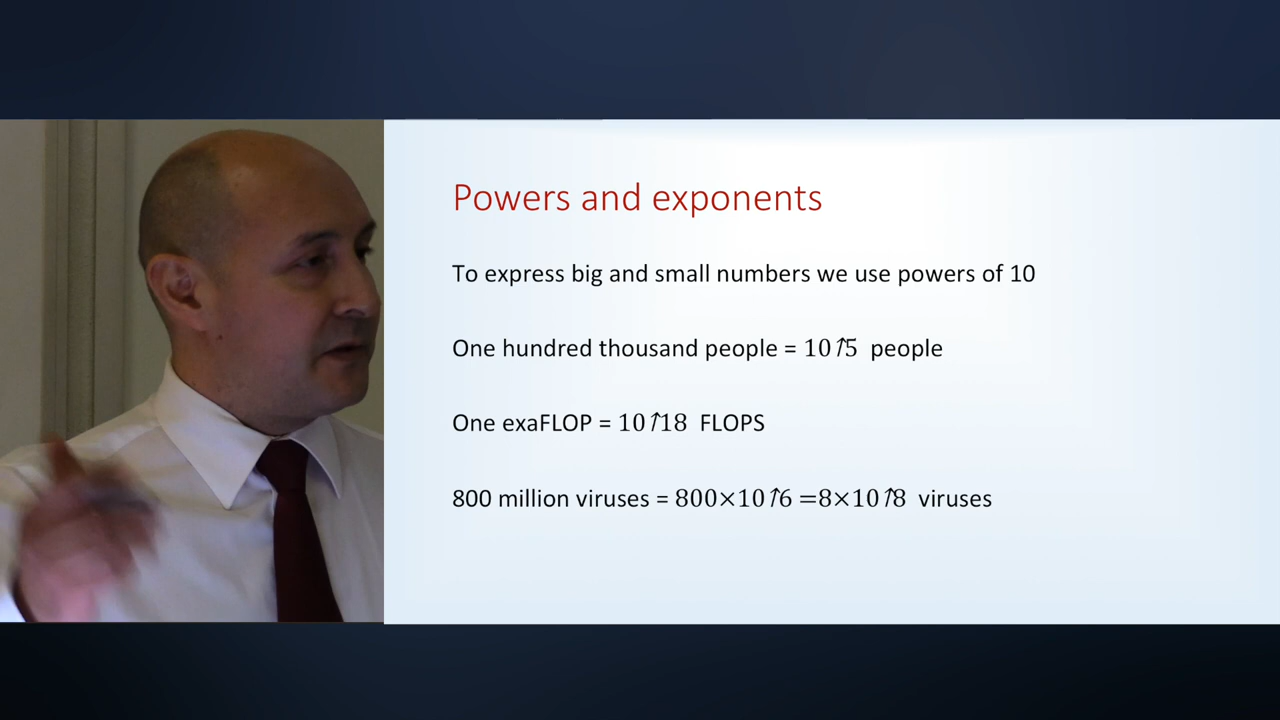 Powers and exponents
To express big and small numbers we use powers of 10
One hundred thousand people = 10↑5 people
One exaFLOP = 10↑18 FLOPS
800 million viruses = 800×10↑6 =8×10↑8 viruses